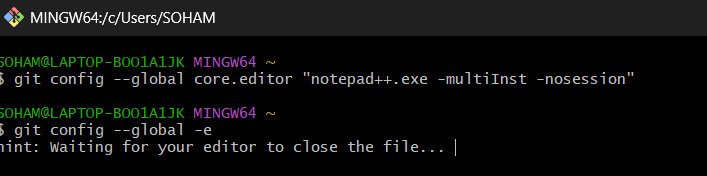 MINGW64:/c/Users/SOHAM
SOHAM@LAPTOP-BOO1A1JK MINGW64 ~
$ git config --global core.editor "notepad++.exe -multiInst -nosession"
SOHAM@LAPTOP-BOO1A1JK MINGW64 ~
$ git config --global -e
hint: Waiting for your editor to close the file...